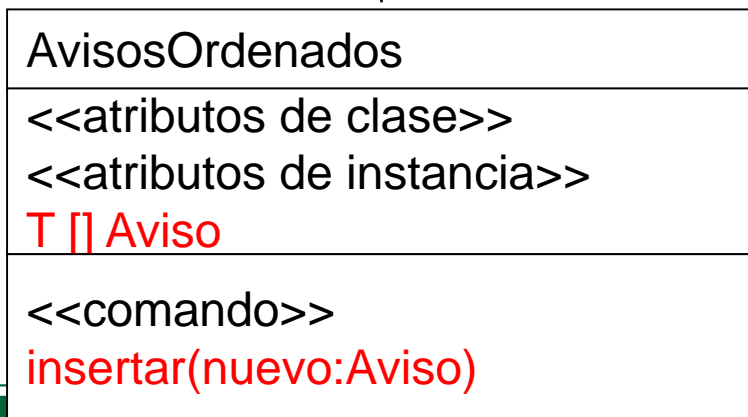 AvisosOrdenados
<<atributos de clase>>
<<atributos de instancia>>
T [] Aviso
<<comando>>
insertar(nuevo:Aviso)